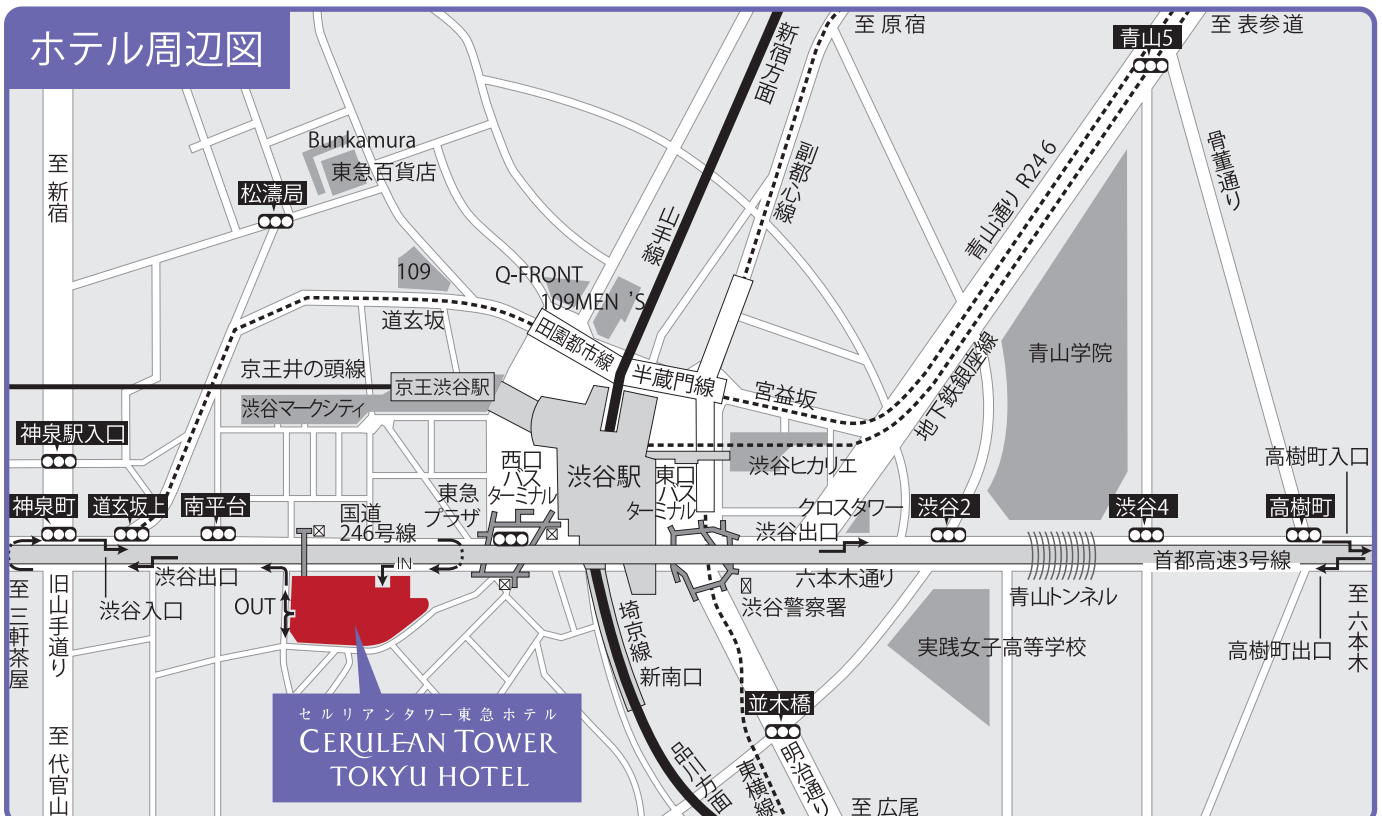 ホテル周辺図
至 原宿
至 表参道
青山5
新宿方面
Bunkamura
東急百貨店
至 新宿
松濤局
副都心線
骨董通り
青山通り R246
山手線
109
Q-FRONT
109MEN 'S
道玄坂
田園都市線
京王井の頭線
京王渋谷駅
半蔵門線
宮益坂
地下鉄銀座線
青山学院
渋谷マークシティ
神泉駅入口
西口
バス
ターミナル
渋谷駅
東口
バス
ターミナル
渋谷ヒカリエ
高樹町入口
神泉町
道玄坂上
南平台
国道
246号線
東急
プラザ
クロスタワー
渋谷出口
渋谷2
渋谷4
高樹町
IN
首都高速3号線
渋谷出口
六本木通り
至 三軒茶屋
旧山手通り
渋谷入口
OUT
渋谷警察署
青山トンネル
至 六本木
埼京線
新南口
実践女子高等学校
高樹町出口
並木橋
セルリアンタワー東急ホテル
CERULEAN TOWER
TOKYU HOTEL
至 代官山
品川方面
東横線
明治通り
至 広尾